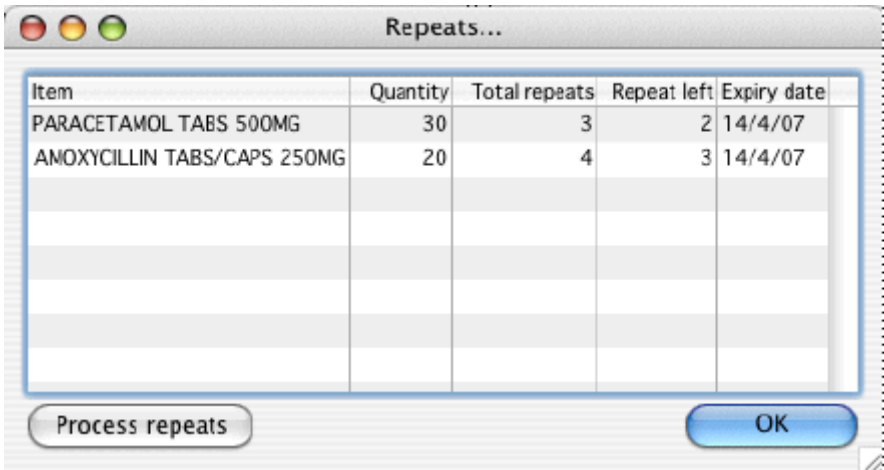 Repeats...
Item Quantity Total repeats Repeat left Expiry date
PARACETAMOL TABS 500MG 30 3 2 14/4/07
AMOXYCILLIN TABS/CAPS 250MG 20 4 3 14/4/07
Process repeats OK